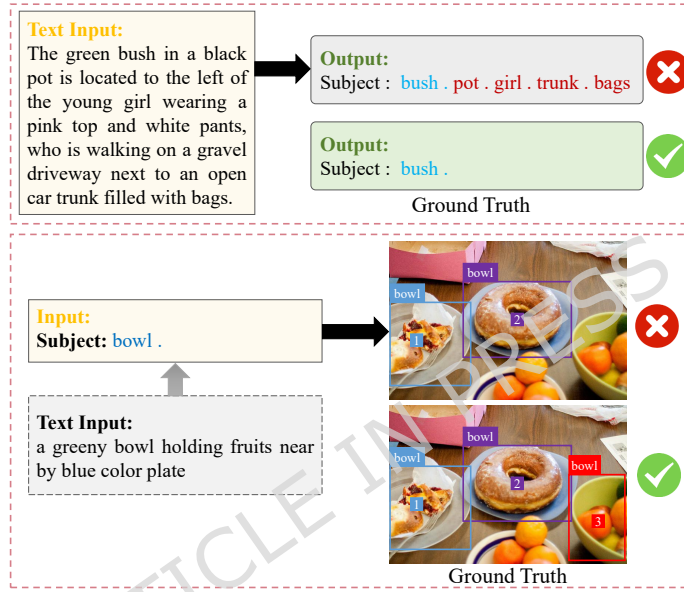 Text Input:
The green bush in a black
pot is located to the left of
the young girl wearing a
pink top and white pants,
who is walking on a gravel
driveway next to an open
car trunk filled with bags.
Output:
Subject : bush . pot . girl . trunk . bags
Output:
Subject : bush .
Ground Truth
Input:
Subject: bowl .
Text Input:
a greeny bowl holding fruits near
by blue color plate
bowl
bowl
1
2
bowl
bowl
bowl
1
2
3
Ground Truth
TICLE IN PRESS